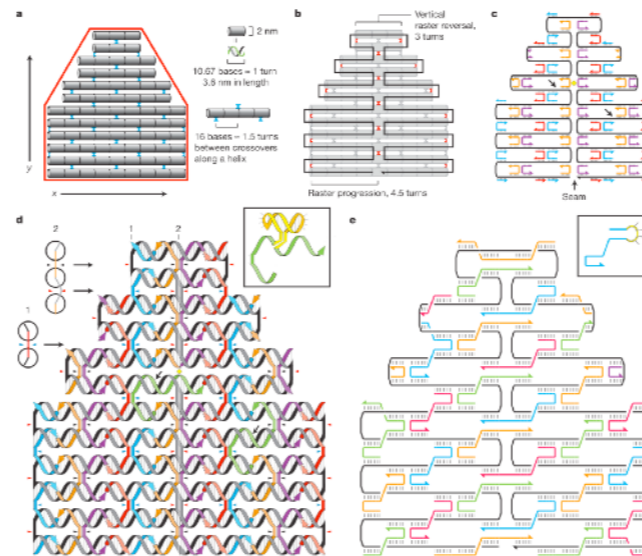 a
2 nm
10.67 bases = 1 turn
3.6 nm in length
16 bases = 1.5 turns
between crossovers
along a helix
y
x
b
Vertical
raster reversal,
3 turns
Raster progression, 4.5 turns
c
Seam
d
2
1
1
2
e